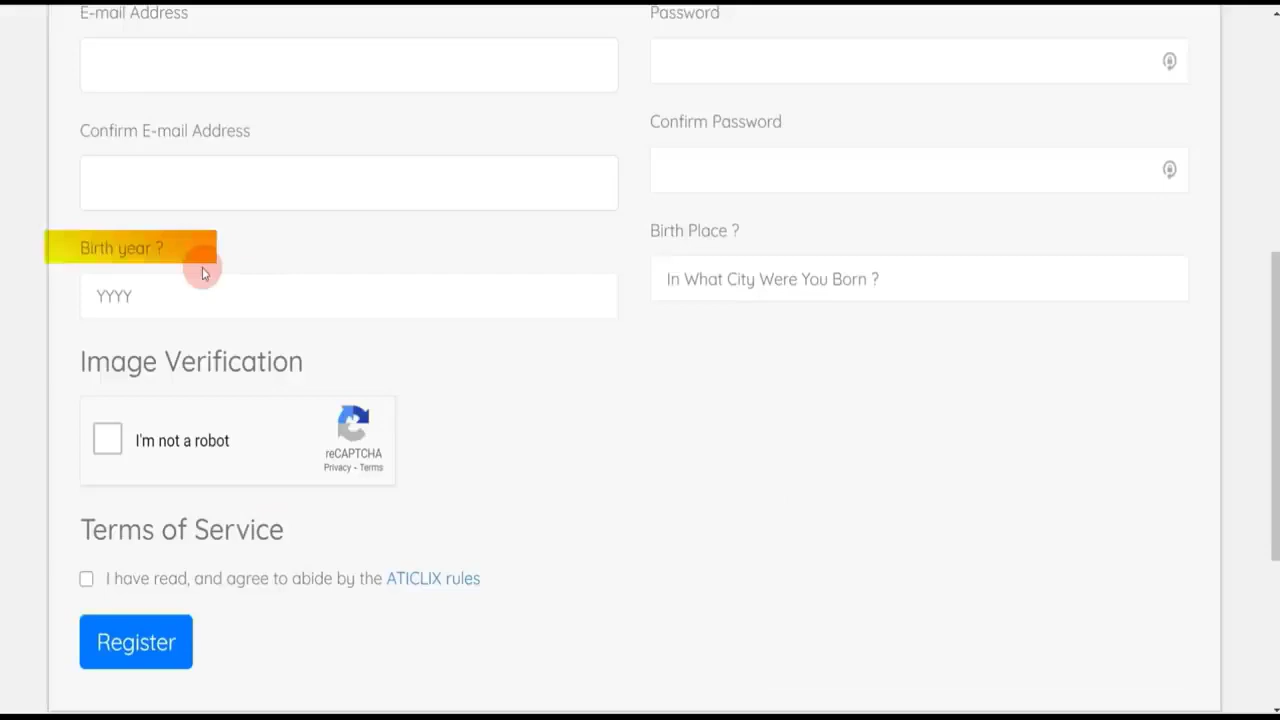 E-mail Address
Password
Confirm E-mail Address
Confirm Password
Birth year ?
Birth Place ?
YYYY
In What City Were You Born ?
Image Verification
I'm not a robot
reCAPTCHA
Privacy - Terms
Terms of Service
I have read, and agree to abide by the ATICLIX rules
Register